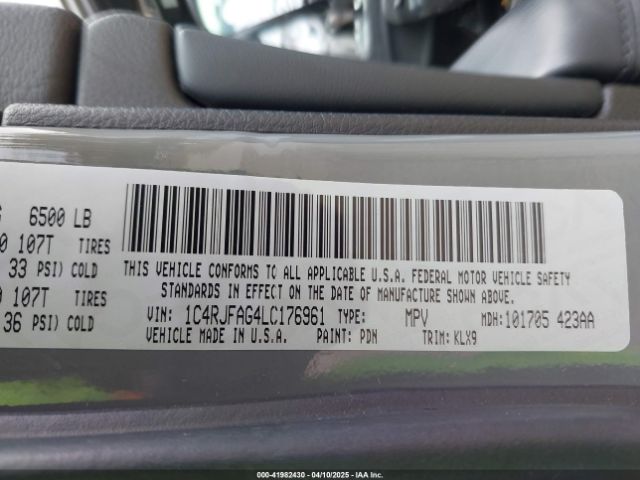 G 6500 LB
0 107T TIRES
33 PSI) COLD
0 107T TIRES
36 PSI) COLD
THIS VEHICLE CONFORMS TO ALL APPLICABLE U.S.A. FEDERAL MOTOR VEHICLE SAFETY
STANDARDS IN EFFECT ON THE DATE OF MANUFACTURE SHOWN ABOVE.
VIN: 1C4RJFAG4LC176961 TYPE: MPV MDH: 101705 423AA
VEHICLE MADE IN U.S.A. PAINT: PDN TRIM: KLX9
000-41982430 - 04/10/2025 - IAA Inc.